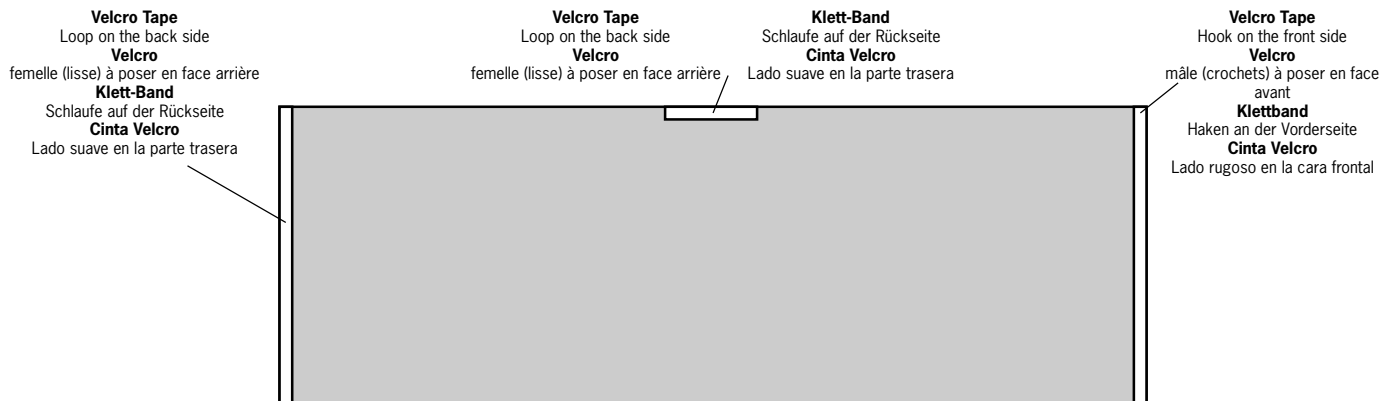 Velcro Tape
Loop on the back side
Velcro
femelle (lisse) à poser en face arrière
Klett-Band
Schlaufe auf der Rückseite
Cinta Velcro
Lado suave en la parte trasera
Velcro Tape
Loop on the back side
Velcro
femelle (lisse) à poser en face arrière
Klett-Band
Schlaufe auf der Rückseite
Cinta Velcro
Lado suave en la parte trasera
Velcro Tape
Hook on the front side
Velcro
mâle (crochets) à poser en face
avant
Klettband
Haken an der Vorderseite
Cinta Velcro
Lado rugoso en la cara frontal